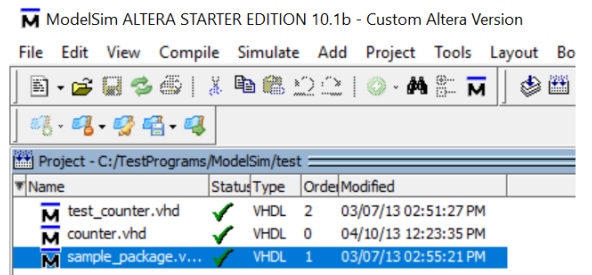 ModelSim ALTERA STARTER EDITION 10.1b - Custom Altera Version
File Edit View Compile Simulate Add Project Tools Layout Bo
Project - C:/TestPrograms/ModelSim/test
Name Status Type Order Modified
test_counter.vhd VHDL 2 03/07/13 02:51:27 PM
counter.vhd VHDL 0 04/10/13 12:23:35 PM
sample_package.v... VHDL 1 03/07/13 02:55:21 PM